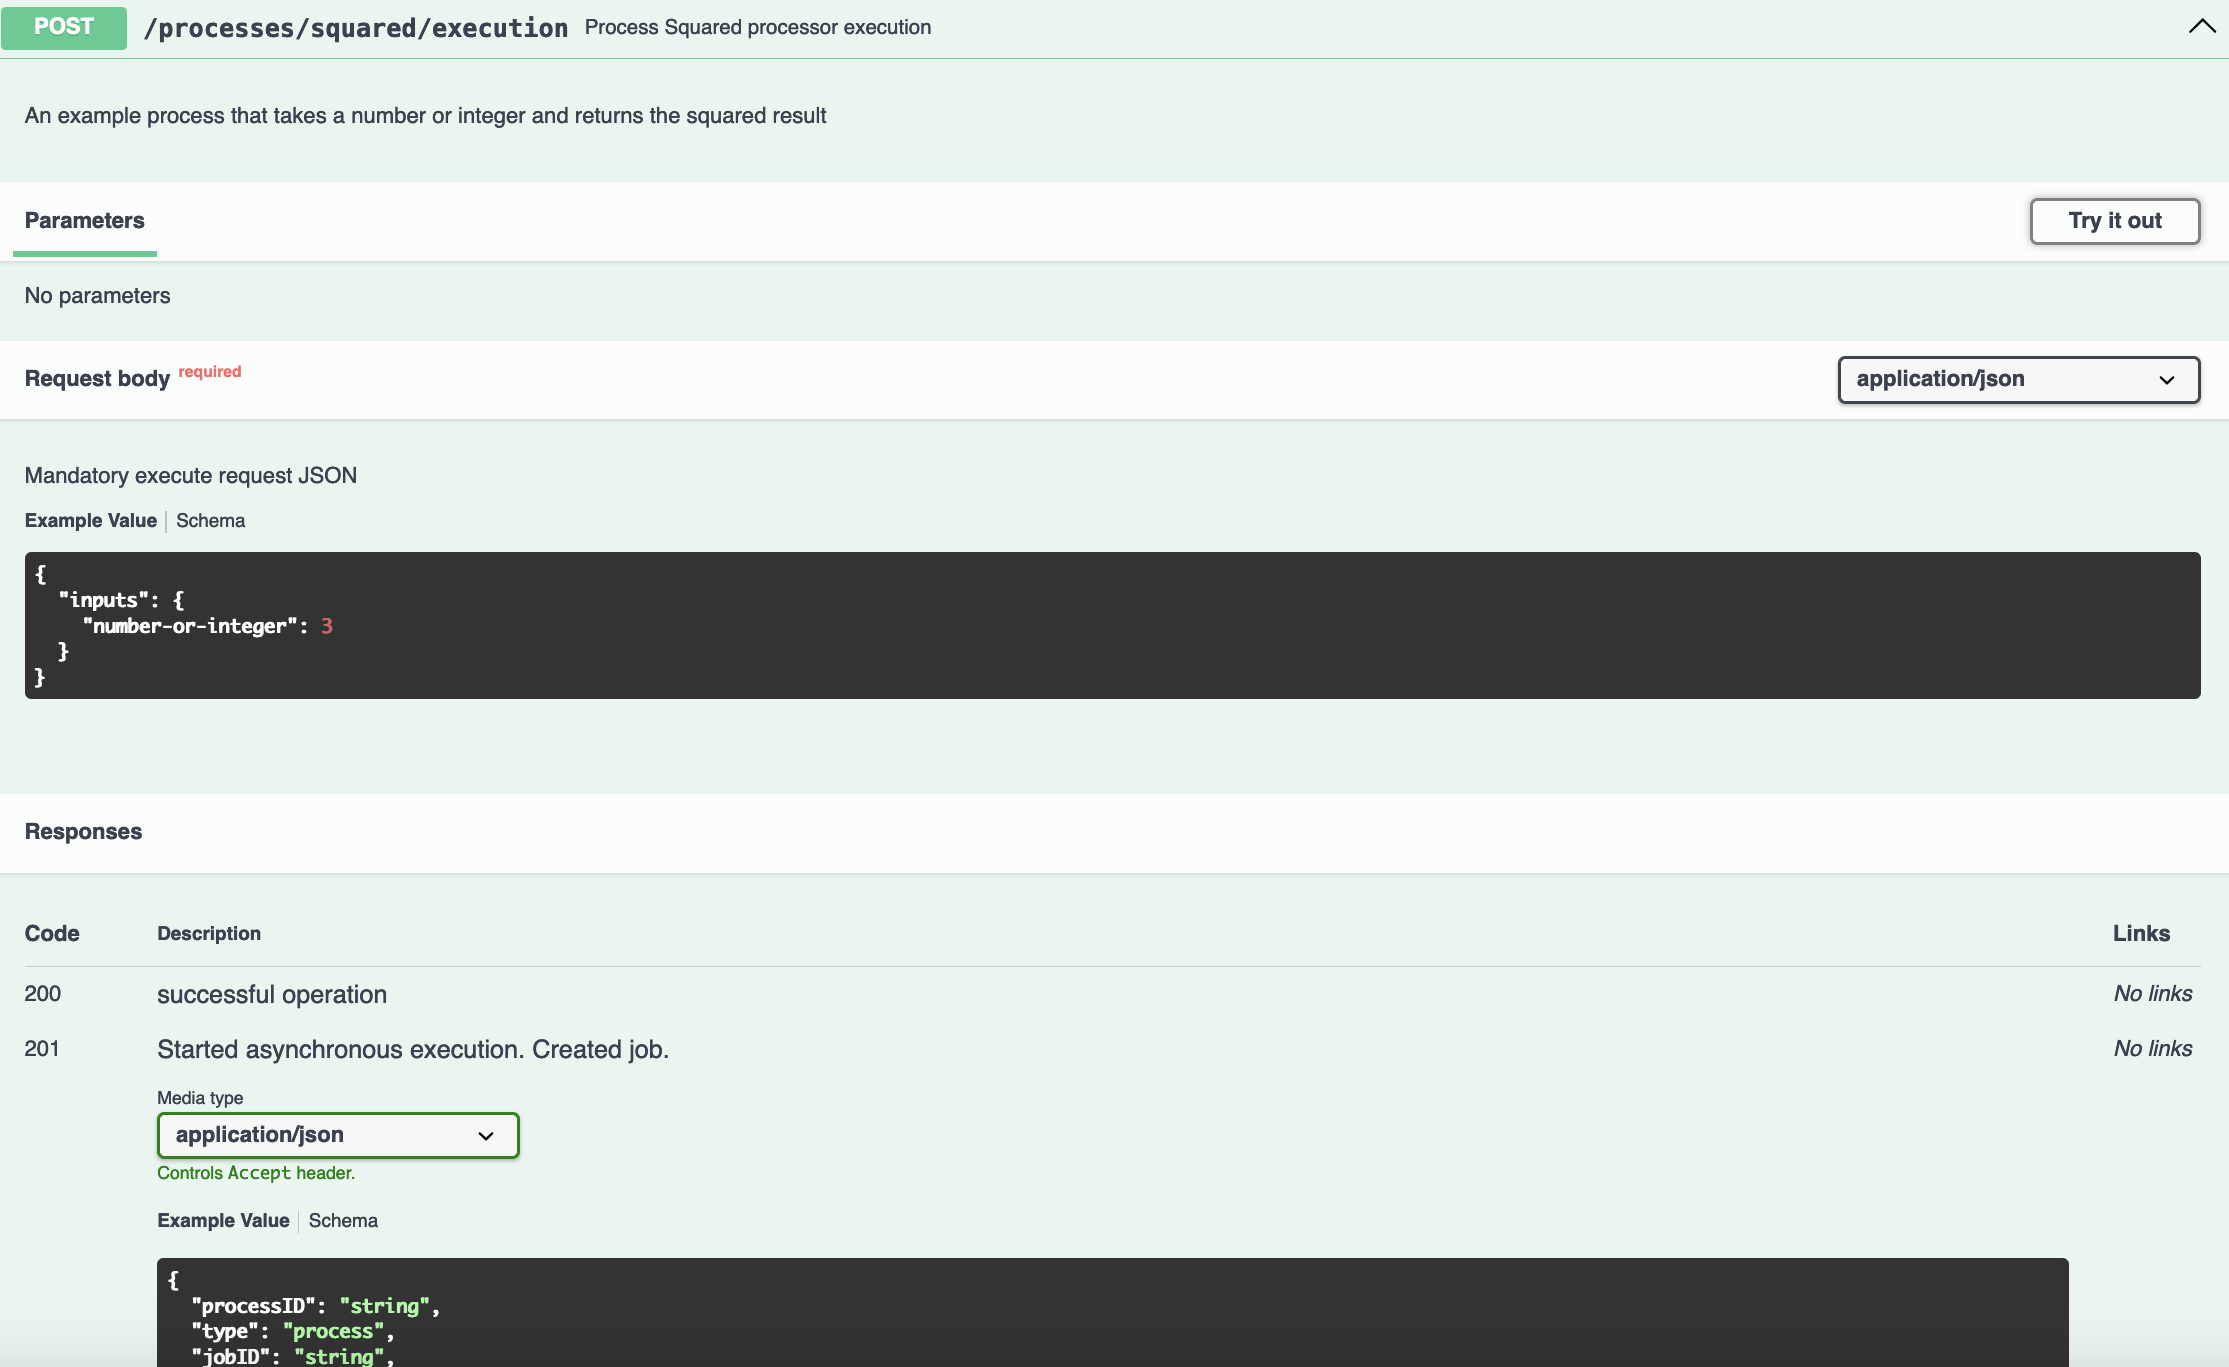 POST /processes/squared/execution Process Squared processor execution
An example process that takes a number or integer and returns the squared result
Parameters
Try it out
No parameters
Request body required
application/json
Mandatory execute request JSON
Example Value | Schema
{
  "inputs": {
    "number-or-integer": 3
  }
}
Responses
Code Description Links
200 successful operation No links
201 Started asynchronous execution. Created job. No links
Media type
application/json
Controls Accept header.
Example Value | Schema
{
  "processID": "string",
  "type": "process",
  "jobID": "string",